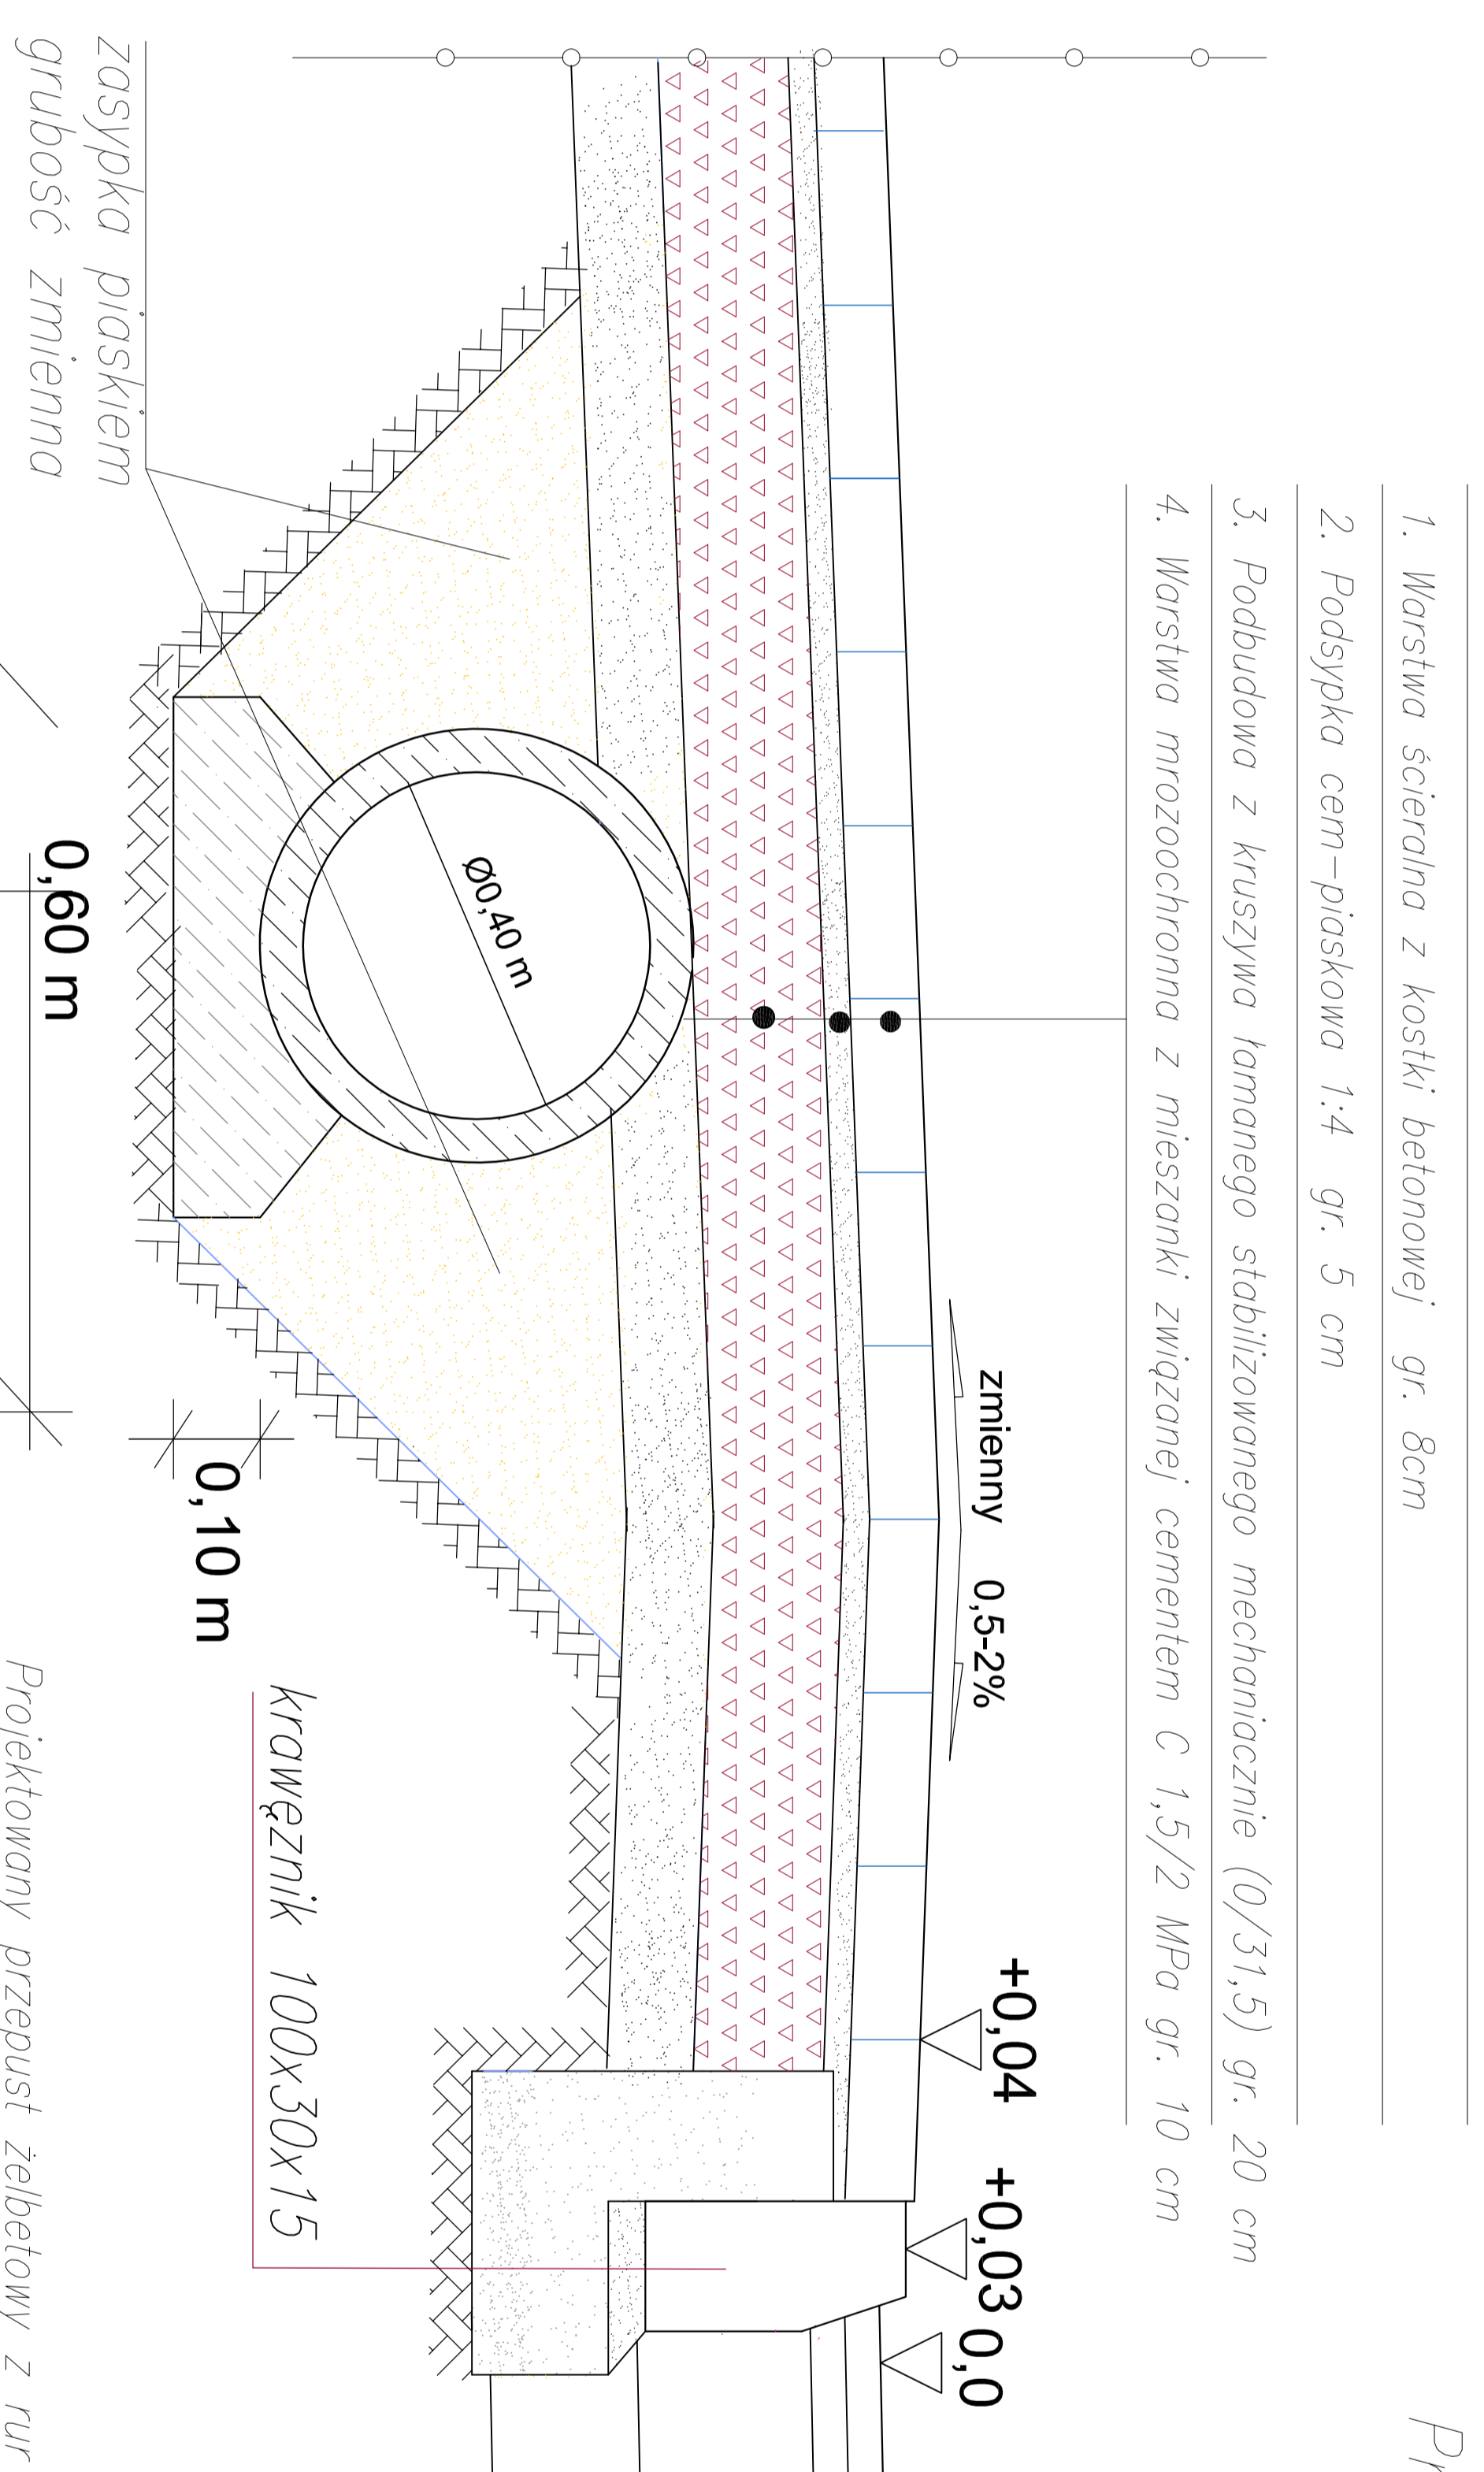 Pr
1. Warstwa ścieralna z kostki betonowej gr. 8cm
2. Podsypka cem-piaskowa 1:4 gr. 5 cm
3. Podbudowa z kruszywa łamanego stabilizowanego mechaniacznie (0/31,5) gr. 20 cm
4. Warstwa mrozoochronna z mieszanki związanej cementem C 1,5/2 MPa gr. 10 cm
zmienny 0,5-2%
+0,04
+0,03
0,0
Ø0,40 m
krawęznik 100x30x15
0,10 m
zasypka piaskiem
grubość zmienna
0,60 m
Projektowany przepust żelbetowy z rur